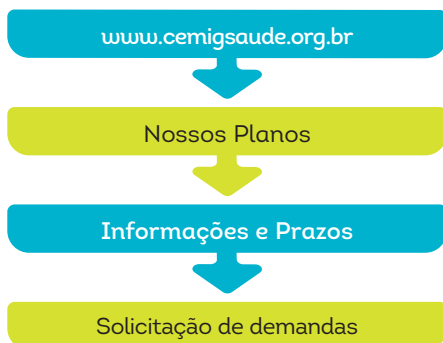 www.cemigsaude.org.br
Nossos Planos
Informações e Prazos
Solicitação de demandas